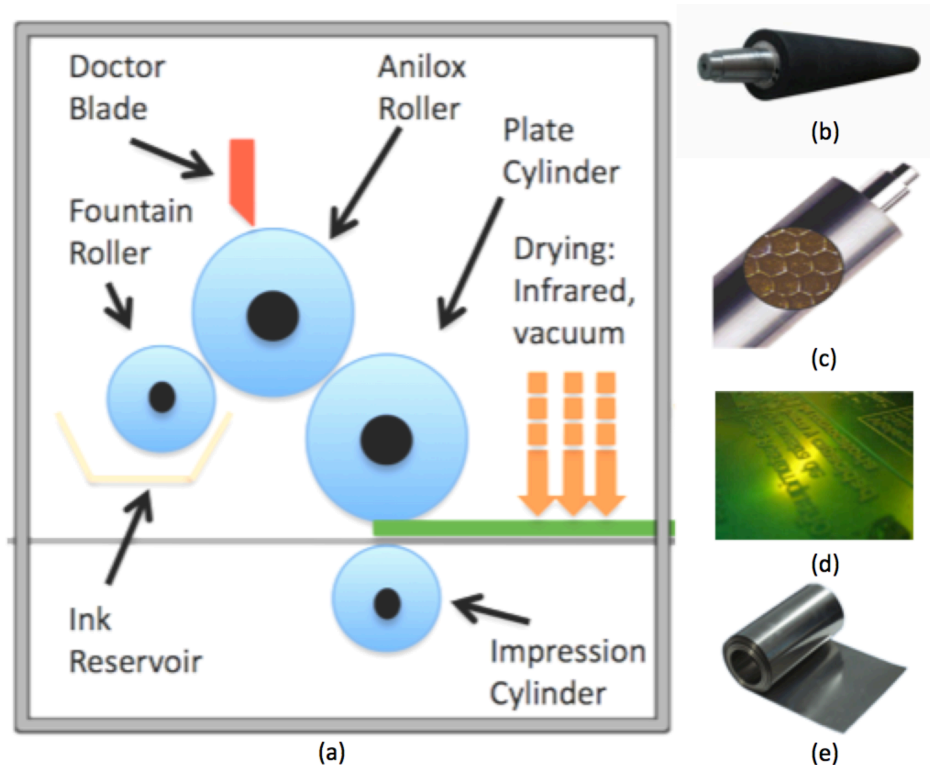 Doctor
Blade
Anilox
Roller
Plate
Cylinder
Fountain
Roller
Drying:
Infrared,
vacuum
Ink
Reservoir
Impression
Cylinder
(a)
(b)
(c)
(d)
(e)